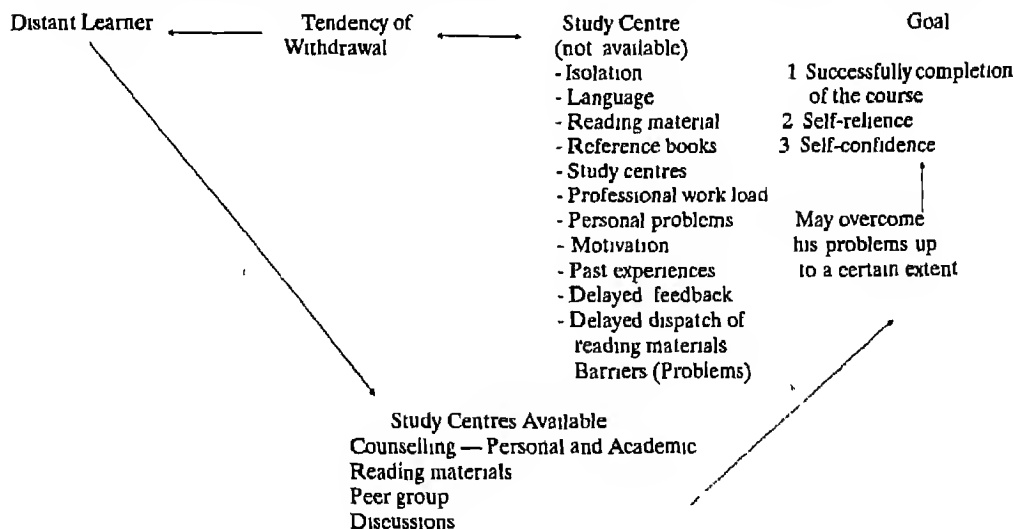 Distant Learner
Tendency of
Withdrawal
Study Centre
(not available)
- Isolation
- Language
- Reading material
- Reference books
- Study centres
- Professional work load
- Personal problems
- Motivation
- Past experiences
- Delayed feedback
- Delayed dispatch of
reading materials
Barriers (Problems)
Goal
1 Successfully completion
of the course
2 Self-relience
3 Self-confidence
May overcome
his problems up
to a certain extent
Study Centres Available
Counselling — Personal and Academic
Reading materials
Peer group
Discussions